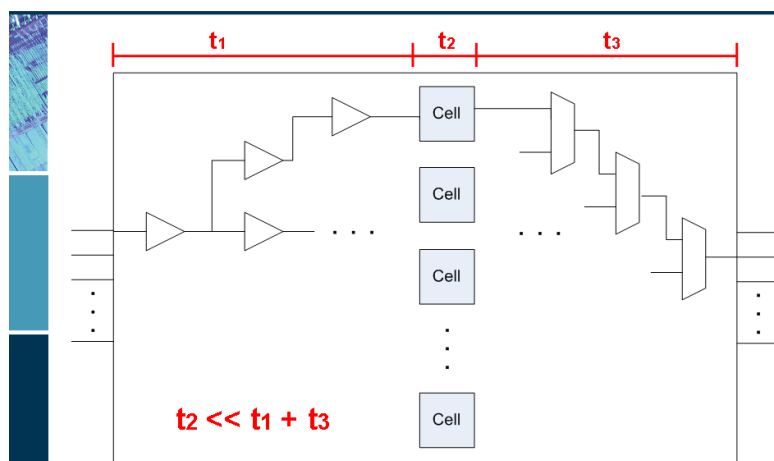 t₁ t₂ t₃
Cell
Cell
. . .
. . .
Cell
Cell
t₂ << t₁ + t₃